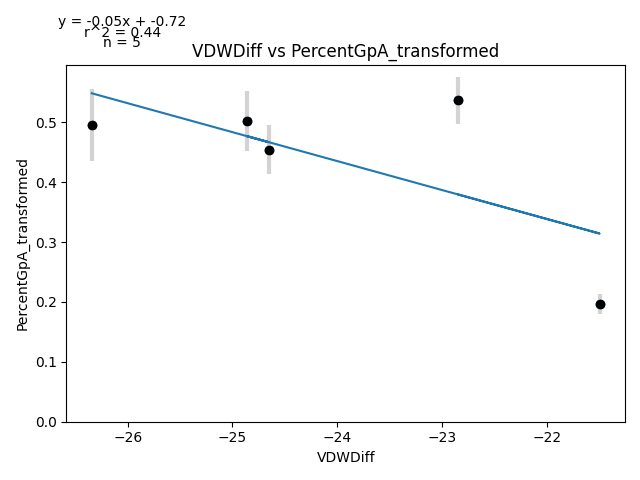 y = -0.05x + -0.72
r^2 = 0.44
n = 5
VDWDiff vs PercentGpA_transformed
PercentGpA_transformed
0.5
0.4
0.3
0.2
0.1
0.0
−26
−25
−24
−23
−22
VDWDiff